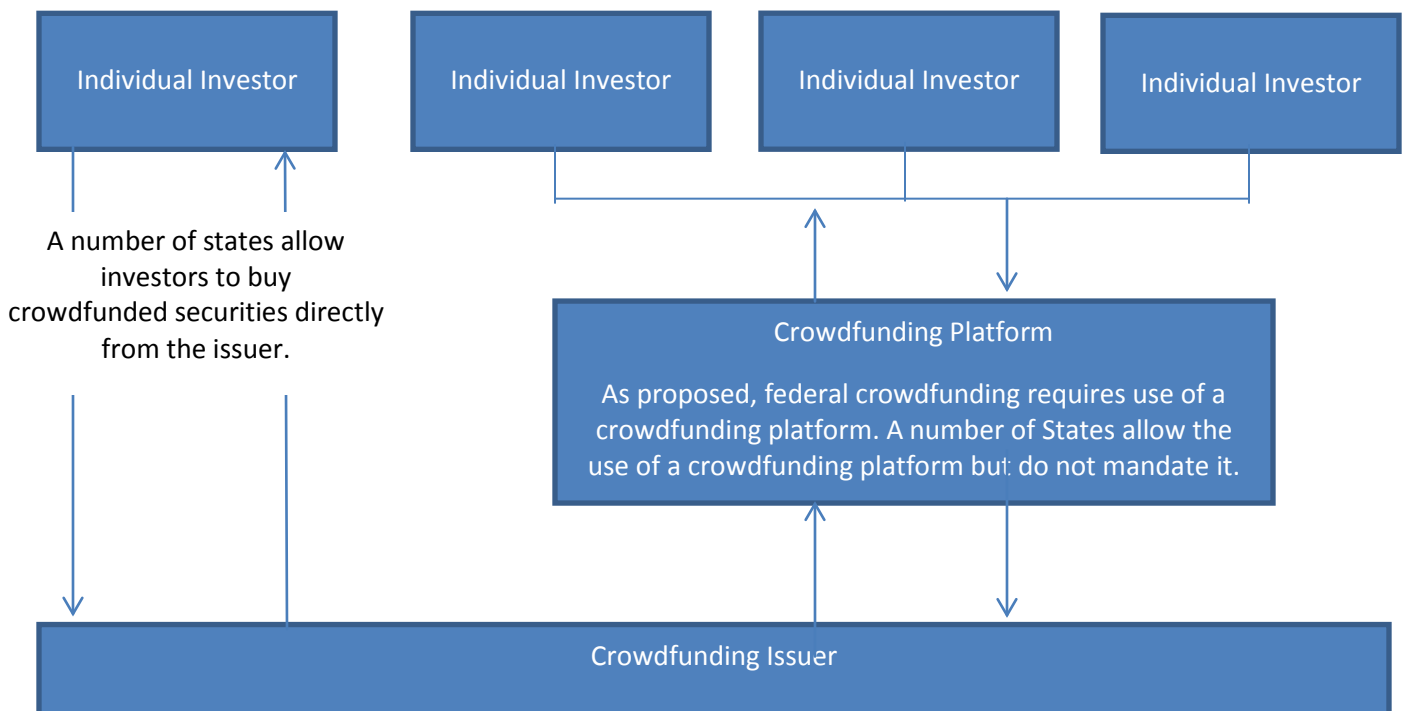 Individual Investor
Individual Investor
Individual Investor
Individual Investor
A number of states allow
investors to buy
crowdfunded securities directly
from the issuer.
Crowdfunding Platform
As proposed, federal crowdfunding requires use of a
crowdfunding platform. A number of States allow the
use of a crowdfunding platform but do not mandate it.
Crowdfunding Issuer